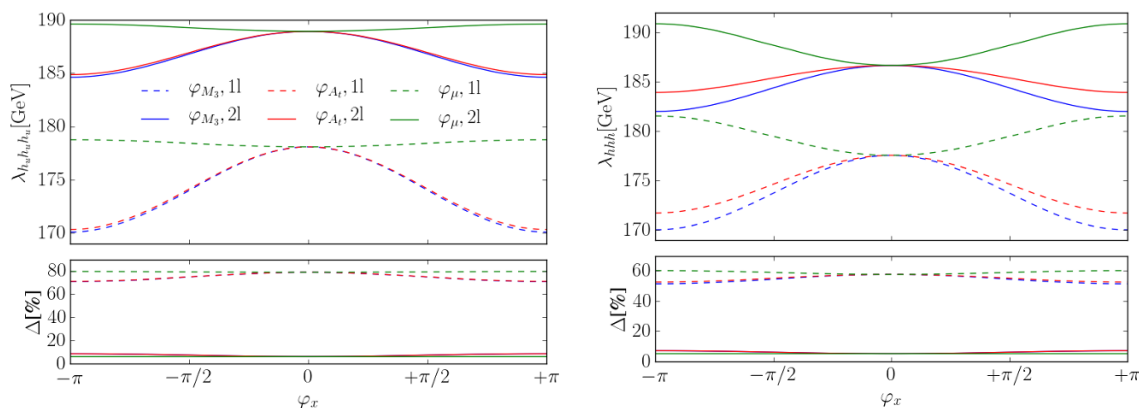 190
185
180
175
170
λ_{h_u h_u h_u}[GeV]
φ_{M_3}, 1l φ_{A_t}, 1l φ_μ, 1l
φ_{M_3}, 2l φ_{A_t}, 2l φ_μ, 2l
80
60
40
20
0
Δ[%]
−π −π/2 0 +π/2 +π
φ_x
190
185
180
175
170
λ_{hhh}[GeV]
60
40
20
0
Δ[%]
−π −π/2 0 +π/2 +π
φ_x